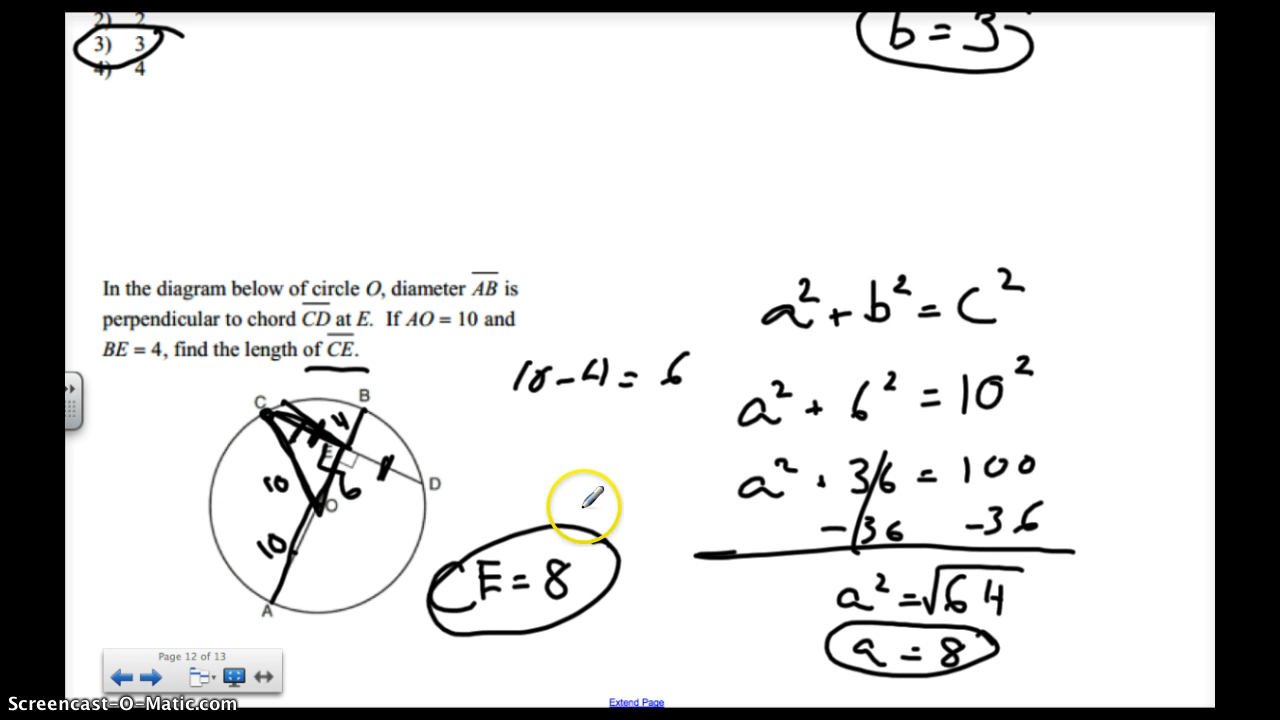 2) 2
3) 3
4) 4
b = 3
In the diagram below of circle O, diameter AB is
perpendicular to chord CD at E. If AO = 10 and
BE = 4, find the length of CE.
10 - 4 = 6
a² + b² = c²
a² + 6² = 10²
a² + 36 = 100
- 36 - 36
a² = √64
a = 8
C
B
4
E
D
10
6
O
10
A
CE = 8
Page 12 of 13
Extend Page
Screencast-O-Matic.com